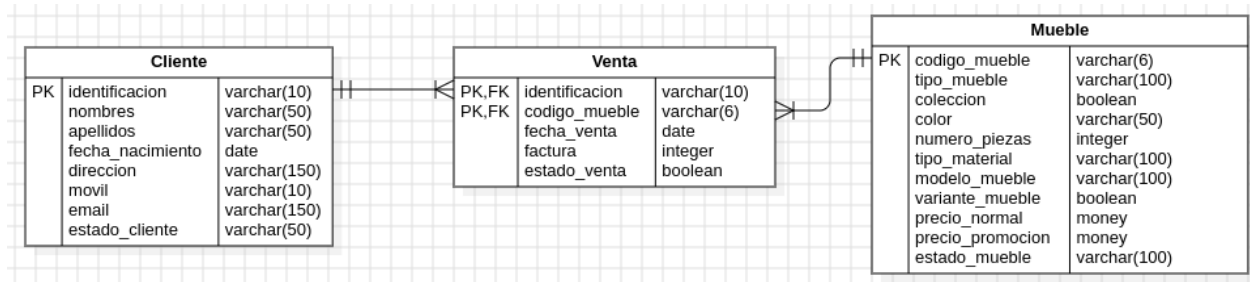 Cliente
PK identificacion varchar(10)
nombres varchar(50)
apellidos varchar(50)
fecha_nacimiento date
direccion varchar(150)
movil varchar(10)
email varchar(150)
estado_cliente varchar(50)
Venta
PK,FK identificacion varchar(10)
PK,FK codigo_mueble varchar(6)
fecha_venta date
factura integer
estado_venta boolean
Mueble
PK codigo_mueble varchar(6)
tipo_mueble varchar(100)
coleccion boolean
color varchar(50)
numero_piezas integer
tipo_material varchar(100)
modelo_mueble varchar(100)
variante_mueble boolean
precio_normal money
precio_promocion money
estado_mueble varchar(100)